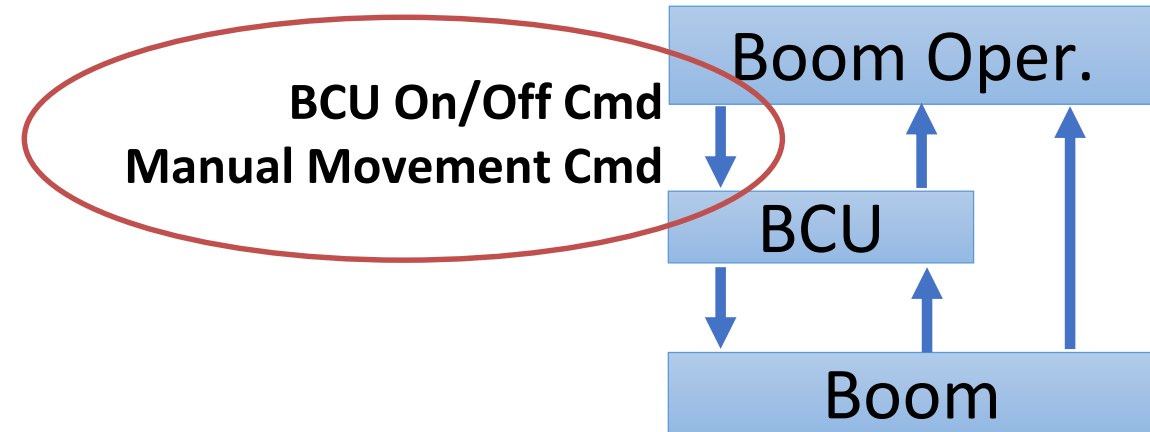 Boom Oper.
BCU On/Off Cmd
Manual Movement Cmd
BCU
Boom